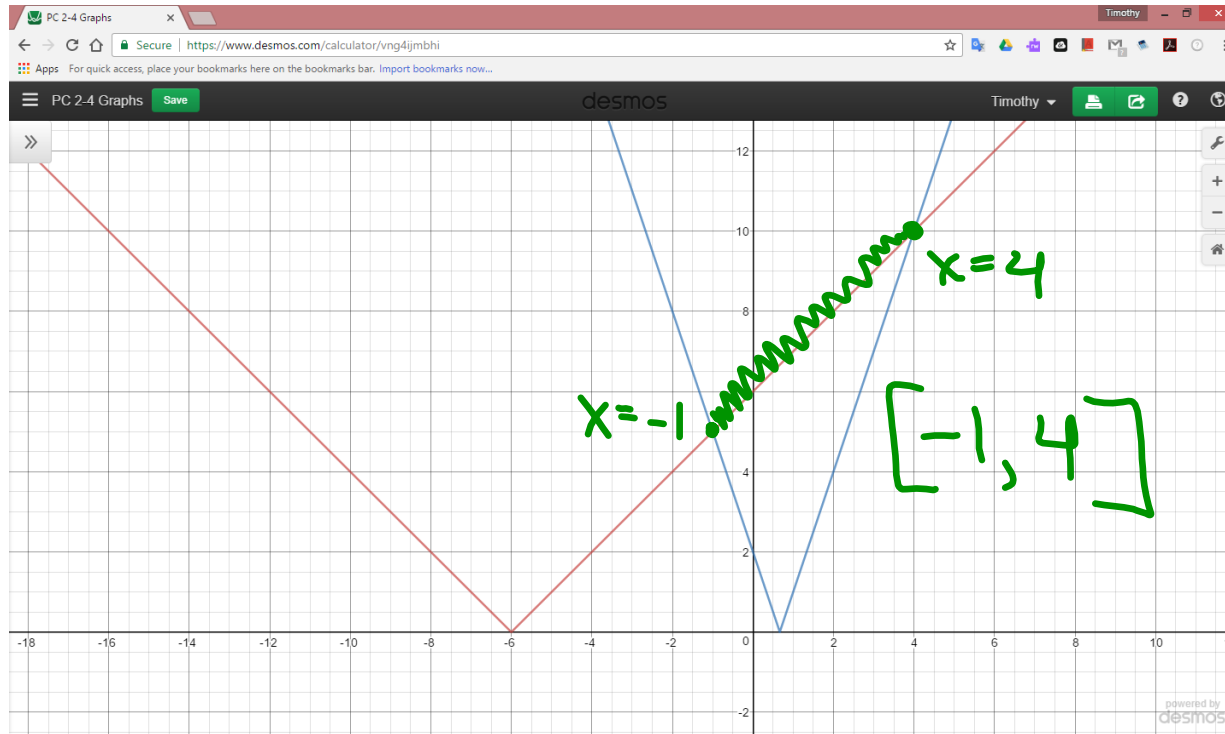 PC 2-4 Graphs
Timothy
Secure https://www.desmos.com/calculator/vng4ijmbhi
Apps For quick access, place your bookmarks here on the bookmarks bar. Import bookmarks now...
PC 2-4 Graphs Save desmos Timothy
12
10
x=4
8
x=-1
[-1, 4]
4
2
-18 -16 -14 -12 -10 -8 -6 -4 -2 0 2 4 6 8 10
-2
powered by
desmos